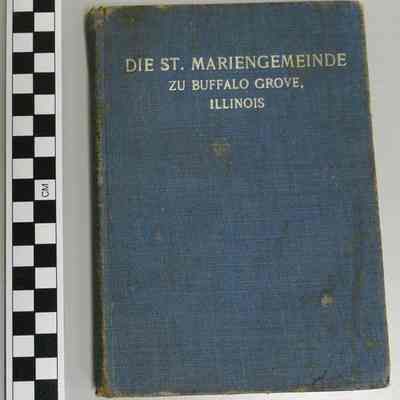 DIE ST. MARIENGEMEINDE
ZU BUFFALO GROVE,
ILLINOIS
CM